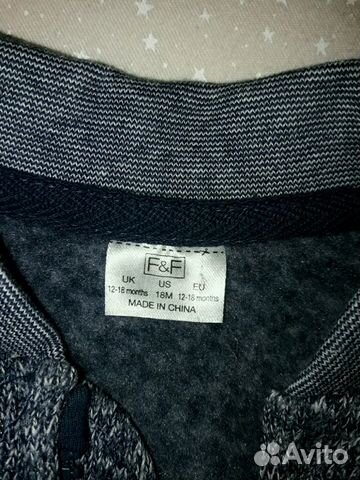 F&F
UK US EU
12-18 months 18M 12-18 months
MADE IN CHINA
Avito